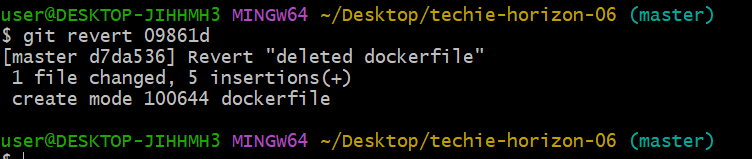 user@DESKTOP-JIHHMH3 MINGW64 ~/Desktop/techie-horizon-06 (master)
$ git revert 09861d
[master d7da536] Revert "deleted dockerfile"
 1 file changed, 5 insertions(+)
 create mode 100644 dockerfile

user@DESKTOP-JIHHMH3 MINGW64 ~/Desktop/techie-horizon-06 (master)
$